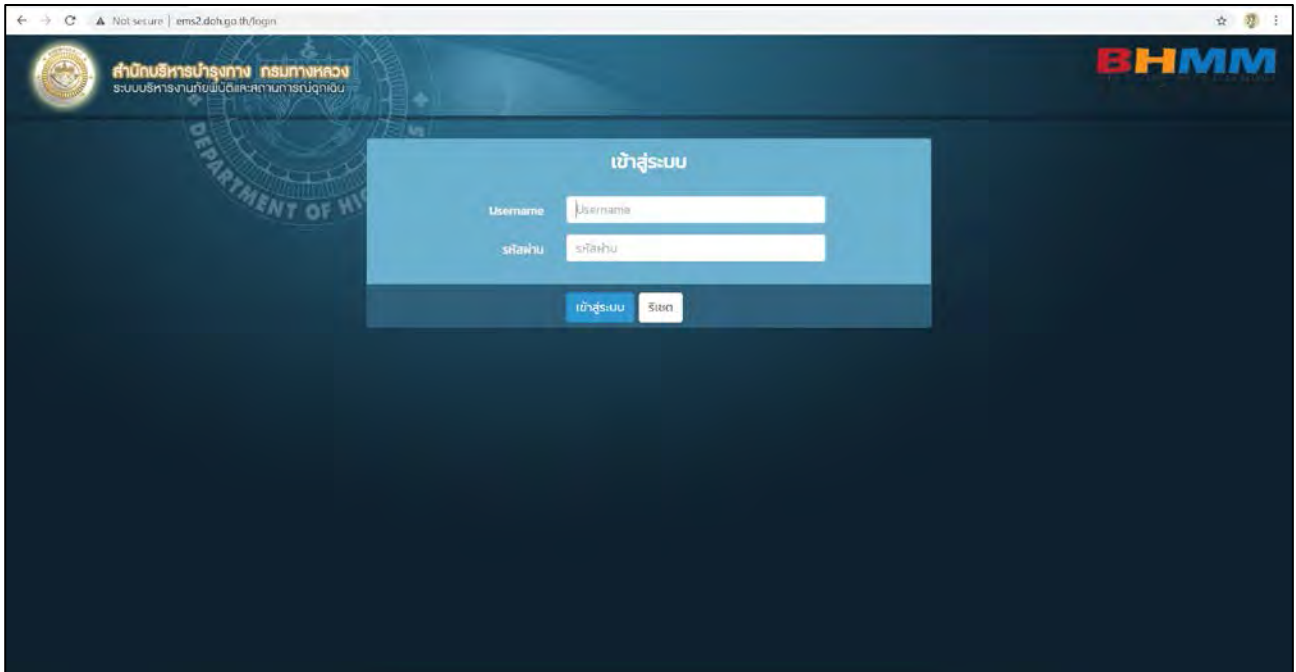 Not secure | ems2.doh.go.th/login
สำนักบริหารบำรุงทาง กรมทางหลวง
ระบบบริหารงานภัยพิบัติและสถานการณ์ฉุกเฉิน
BHMM
DEPARTMENT OF HI
เข้าสู่ระบบ
Username
Username
รหัสผ่าน
รหัสผ่าน
เข้าสู่ระบบ
รีเซต